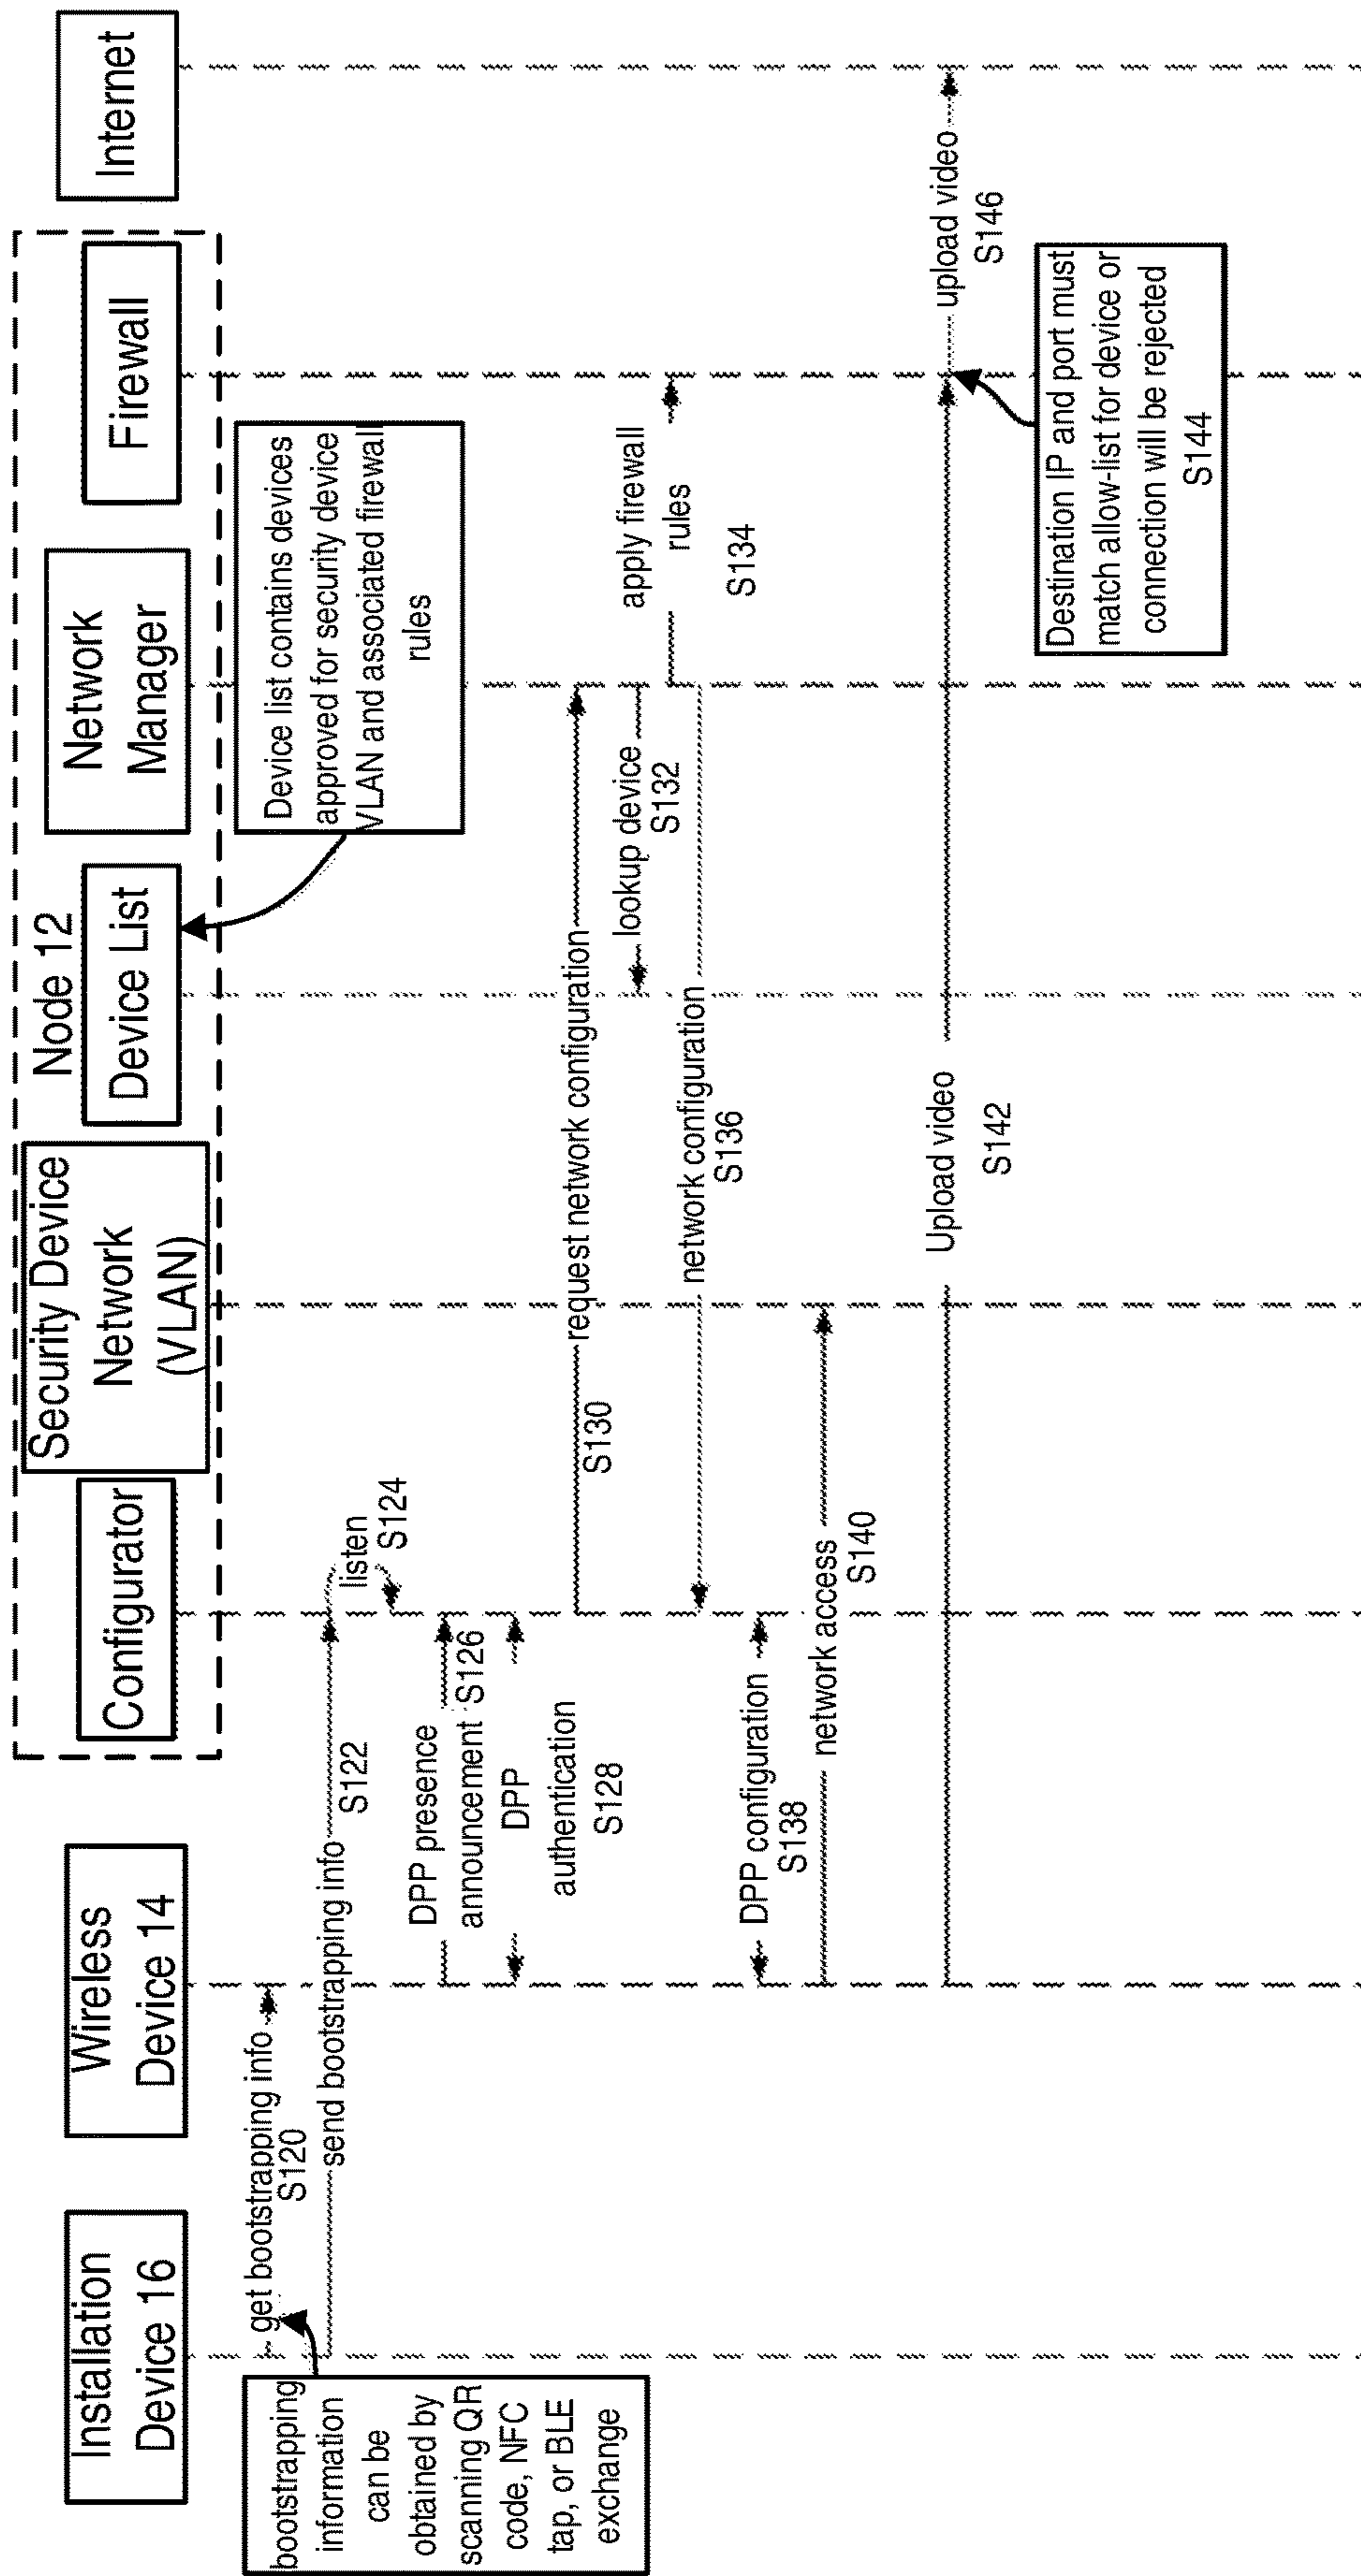 Installation
Device 16
Wireless
Device 14
Node 12
Configurator
Security Device
Network
(VLAN)
Device List
Network
Manager
Firewall
Internet
bootstrapping
information
can be
obtained by
scanning QR
code, NFC
tap, or BLE
exchange
get bootstrapping info
S120
send bootstrapping info
S122
listen
S124
Device list contains devices
approved for security device
VLAN and associated firewall
rules
DPP presence
announcement
S126
DPP
authentication
S128
request network configuration
S130
lookup device
S132
apply firewall
rules
S134
network configuration
S136
DPP configuration
S138
network access
S140
Upload video
S142
upload video
S146
Destination IP and port must
match allow-list for device or
connection will be rejected
S144